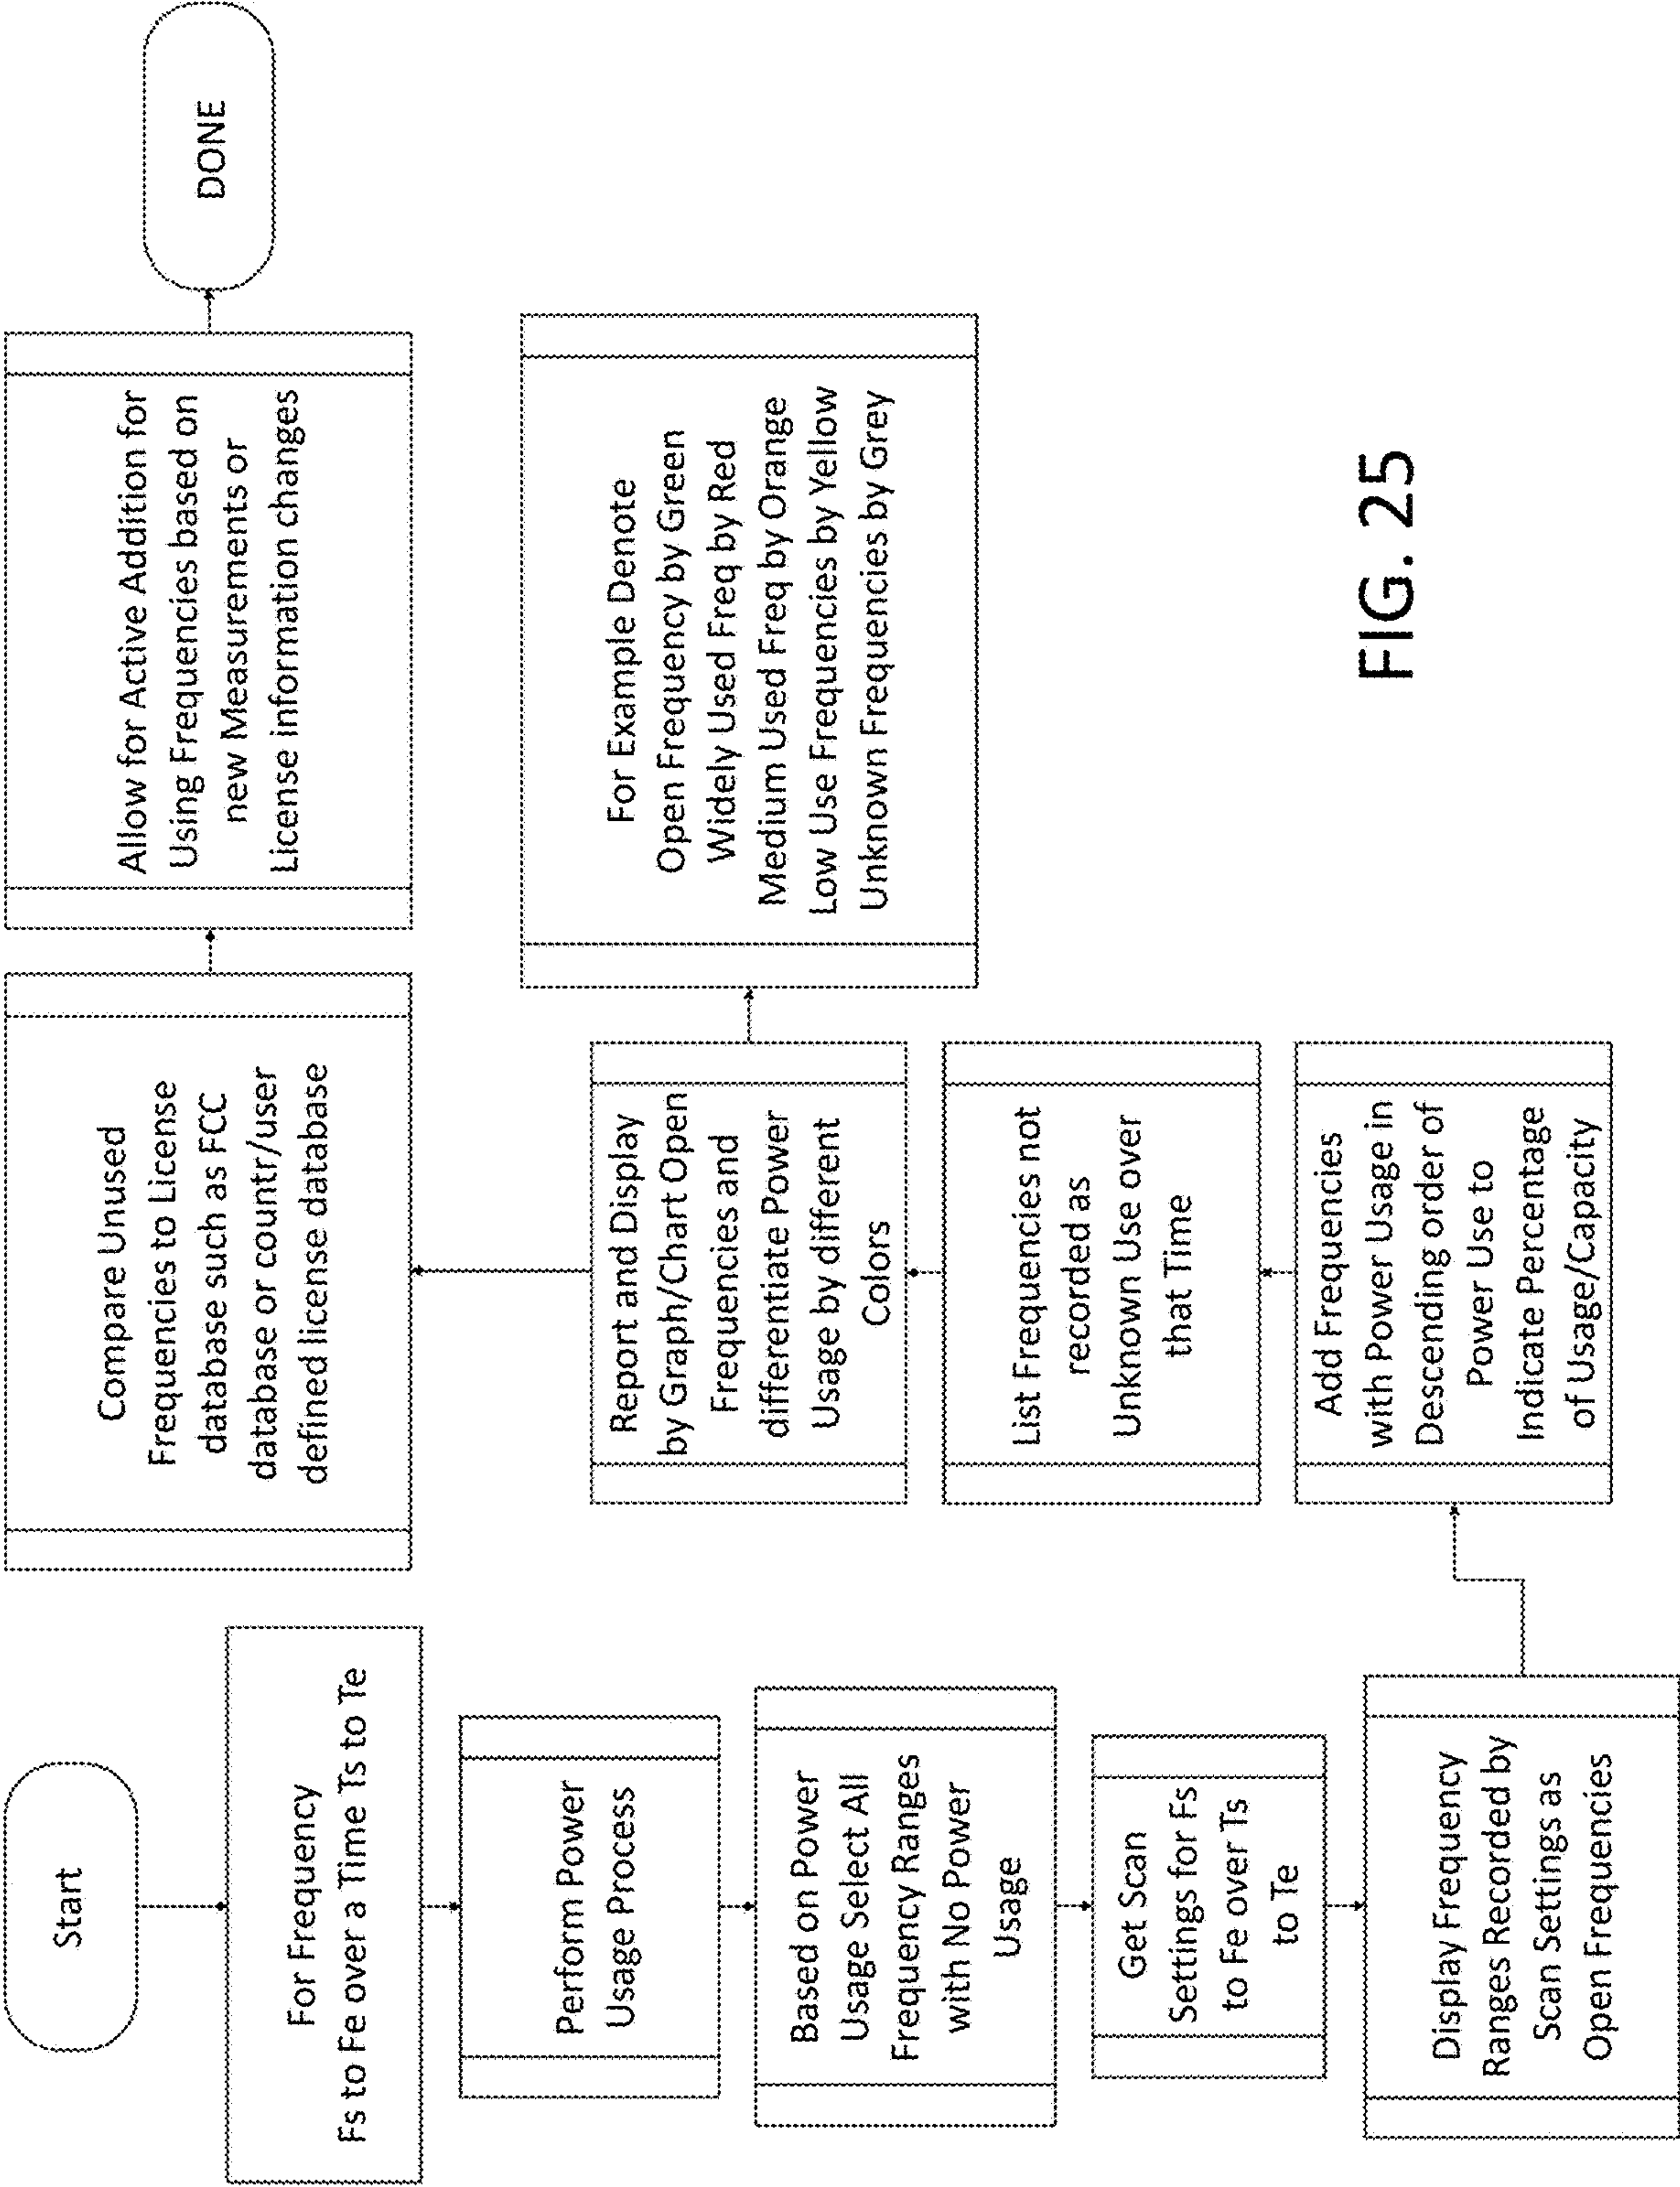 Start
For Frequency
Fs to Fe over a Time Ts to Te
Perform Power
Usage Process
Based on Power
Usage Select All
Frequency Ranges
with No Power
Usage
Get Scan
Settings for Fs
to Fe over Ts
to Te
Display Frequency
Ranges Recorded by
Scan Settings as
Open Frequencies
Add Frequencies
with Power Usage in
Descending order of
Power Use to
Indicate Percentage
of Usage/Capacity
List Frequencies not
recorded as
Unknown Use over
that Time
Report and Display
by Graph/Chart Open
Frequencies and
differentiate Power
Usage by different
Colors
For Example Denote
Open Frequency by Green
Widely Used Freq by Red
Medium Used Freq by Orange
Low Use Frequencies by Yellow
Unknown Frequencies by Grey
Compare Unused
Frequencies to License
database such as FCC
database or countr/user
defined license database
Allow for Active Addition for
Using Frequencies based on
new Measurements or
License information changes
DONE
FIG. 25